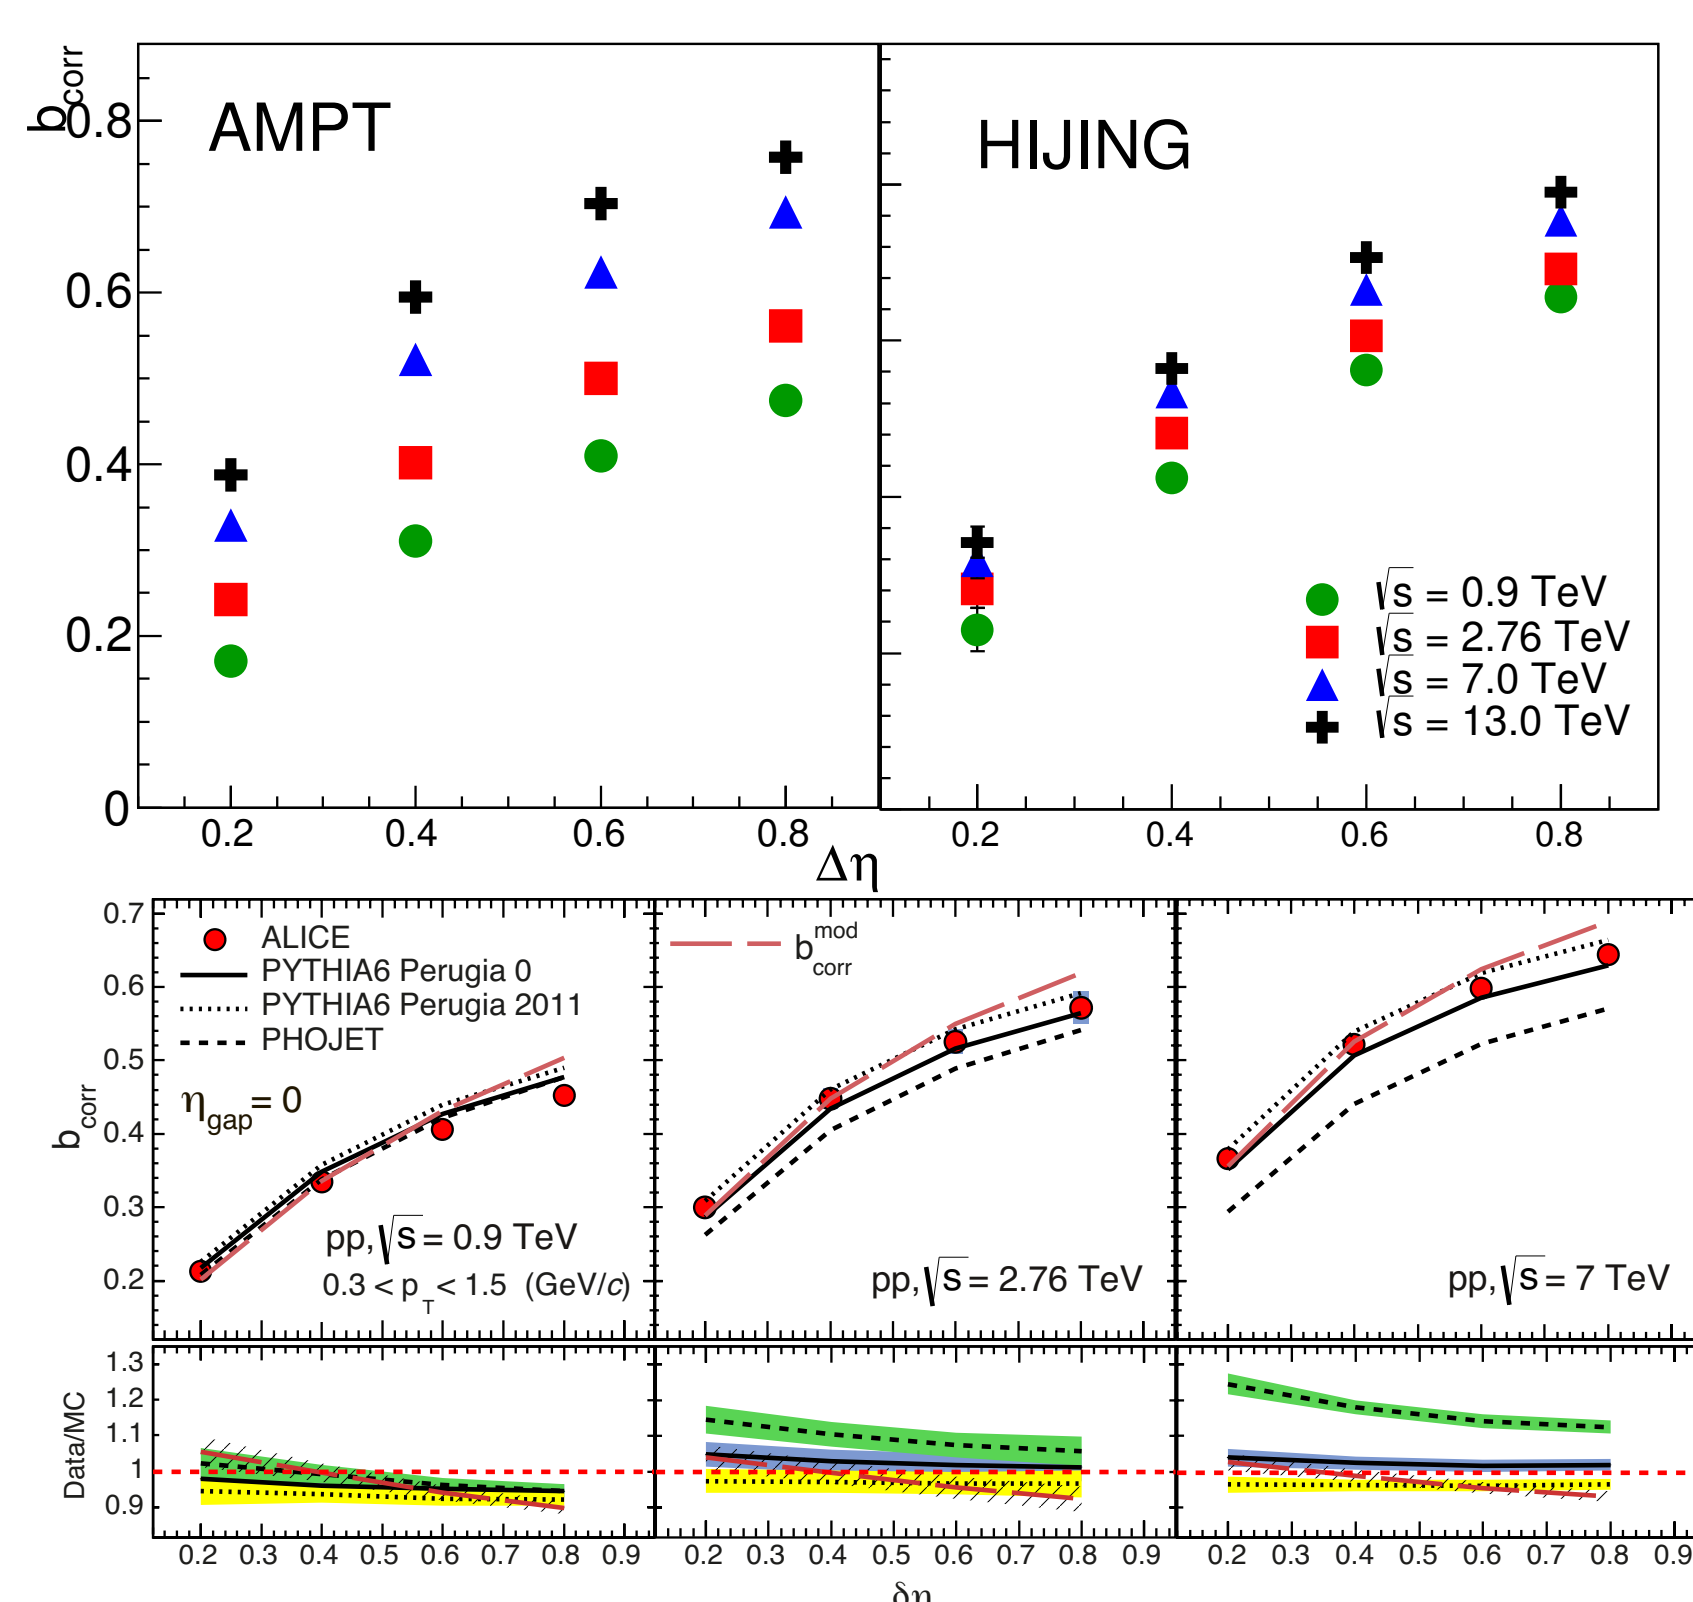 b_corr
AMPT
HIJING
0.8
0.6
0.4
0.2
0
√s = 0.9 TeV
√s = 2.76 TeV
√s = 7.0 TeV
√s = 13.0 TeV
0.2 0.4 0.6 0.8 0.2 0.4 0.6 0.8
Δη
b_corr
0.7
0.6
0.5
0.4
0.3
0.2
ALICE
PYTHIA6 Perugia 0
PYTHIA6 Perugia 2011
PHOJET
η_gap = 0
pp, √s = 0.9 TeV
0.3 < p_T < 1.5 (GeV/c)
b_corr^mod
pp, √s = 2.76 TeV
pp, √s = 7 TeV
Data/MC
1.3
1.2
1.1
1
0.9
0.2 0.3 0.4 0.5 0.6 0.7 0.8 0.9 0.2 0.3 0.4 0.5 0.6 0.7 0.8 0.9 0.2 0.3 0.4 0.5 0.6 0.7 0.8 0.9
δη